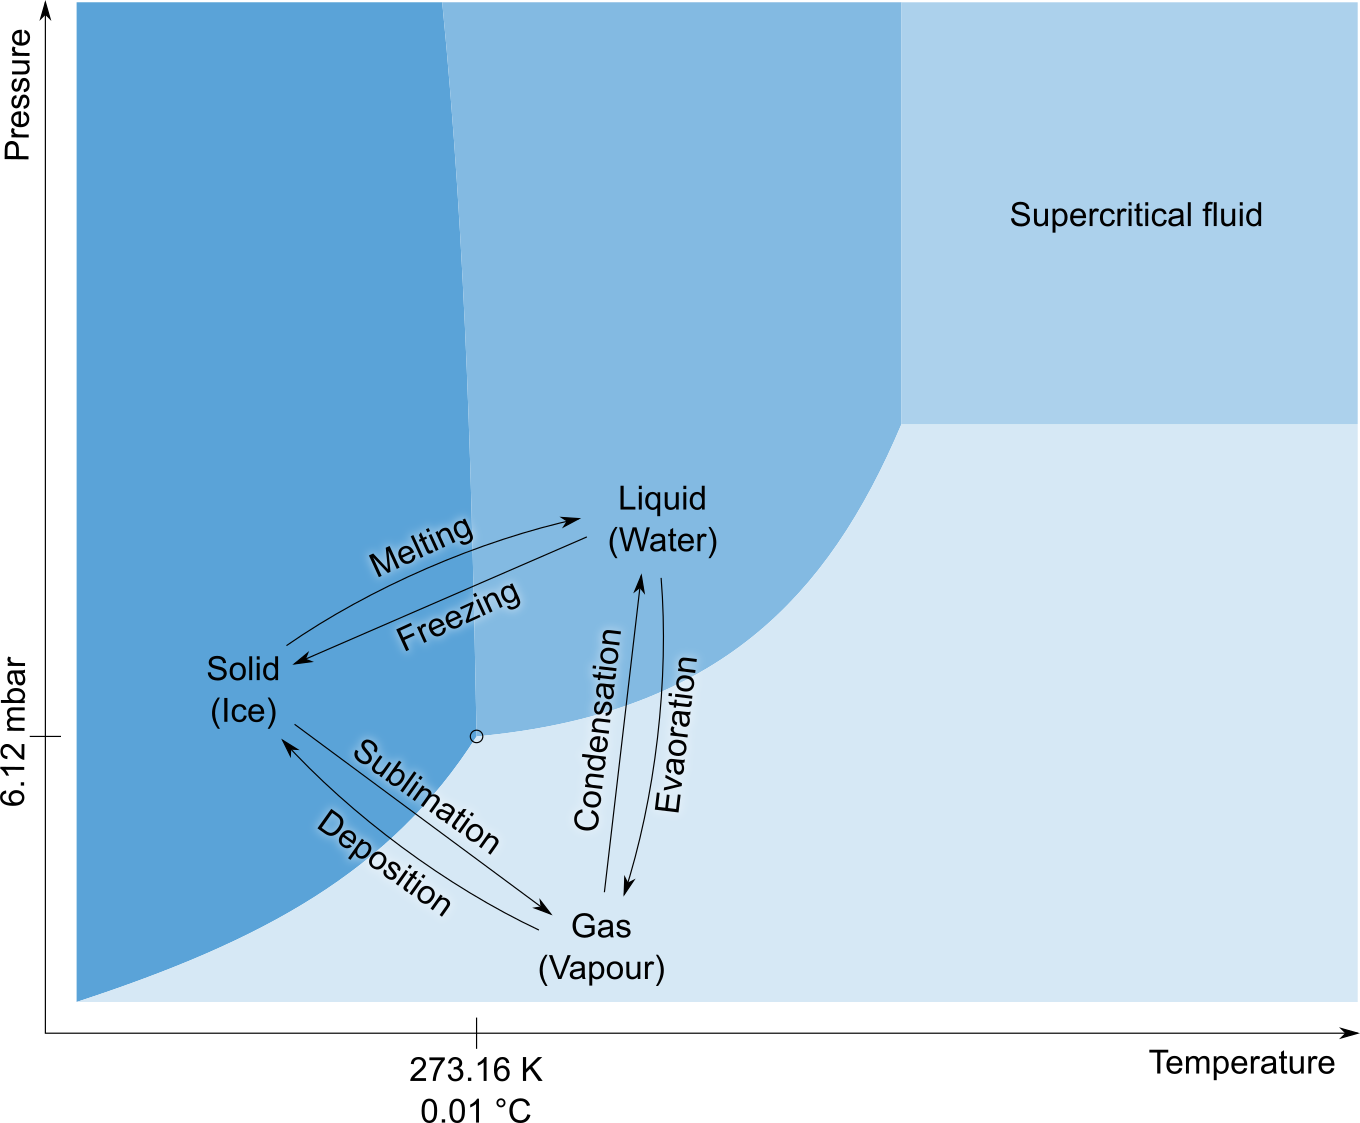 Pressure
Supercritical fluid
Liquid
(Water)
Melting
Freezing
Solid
(Ice)
Condensation
Evaoration
6.12 mbar
Sublimation
Deposition
Gas
(Vapour)
Temperature
273.16 K
0.01 °C